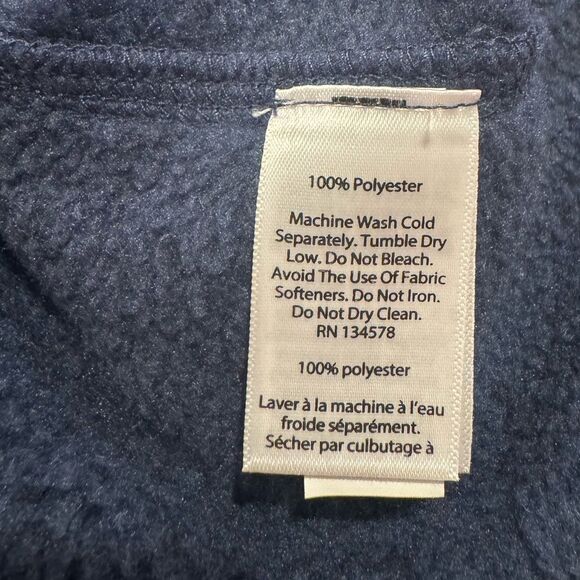 100% Polyester
Machine Wash Cold
Separately. Tumble Dry
Low. Do Not Bleach.
Avoid The Use Of Fabric
Softeners. Do Not Iron.
Do Not Dry Clean.
RN 134578
100% polyester
Laver à la machine à l'eau
froide séparément.
Sécher par culbutage à